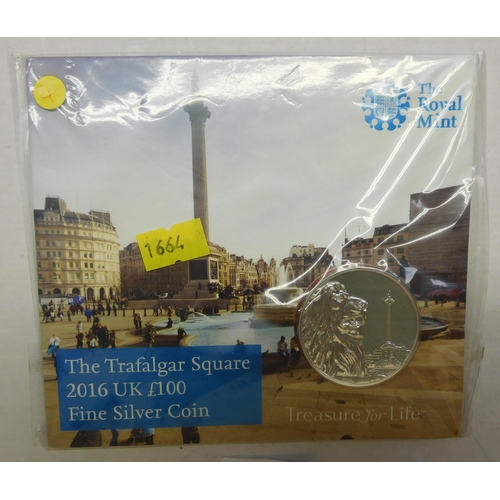 The
Royal
Mint
1664
The Trafalgar Square
2016 UK £100
Fine Silver Coin
Treasure for Life